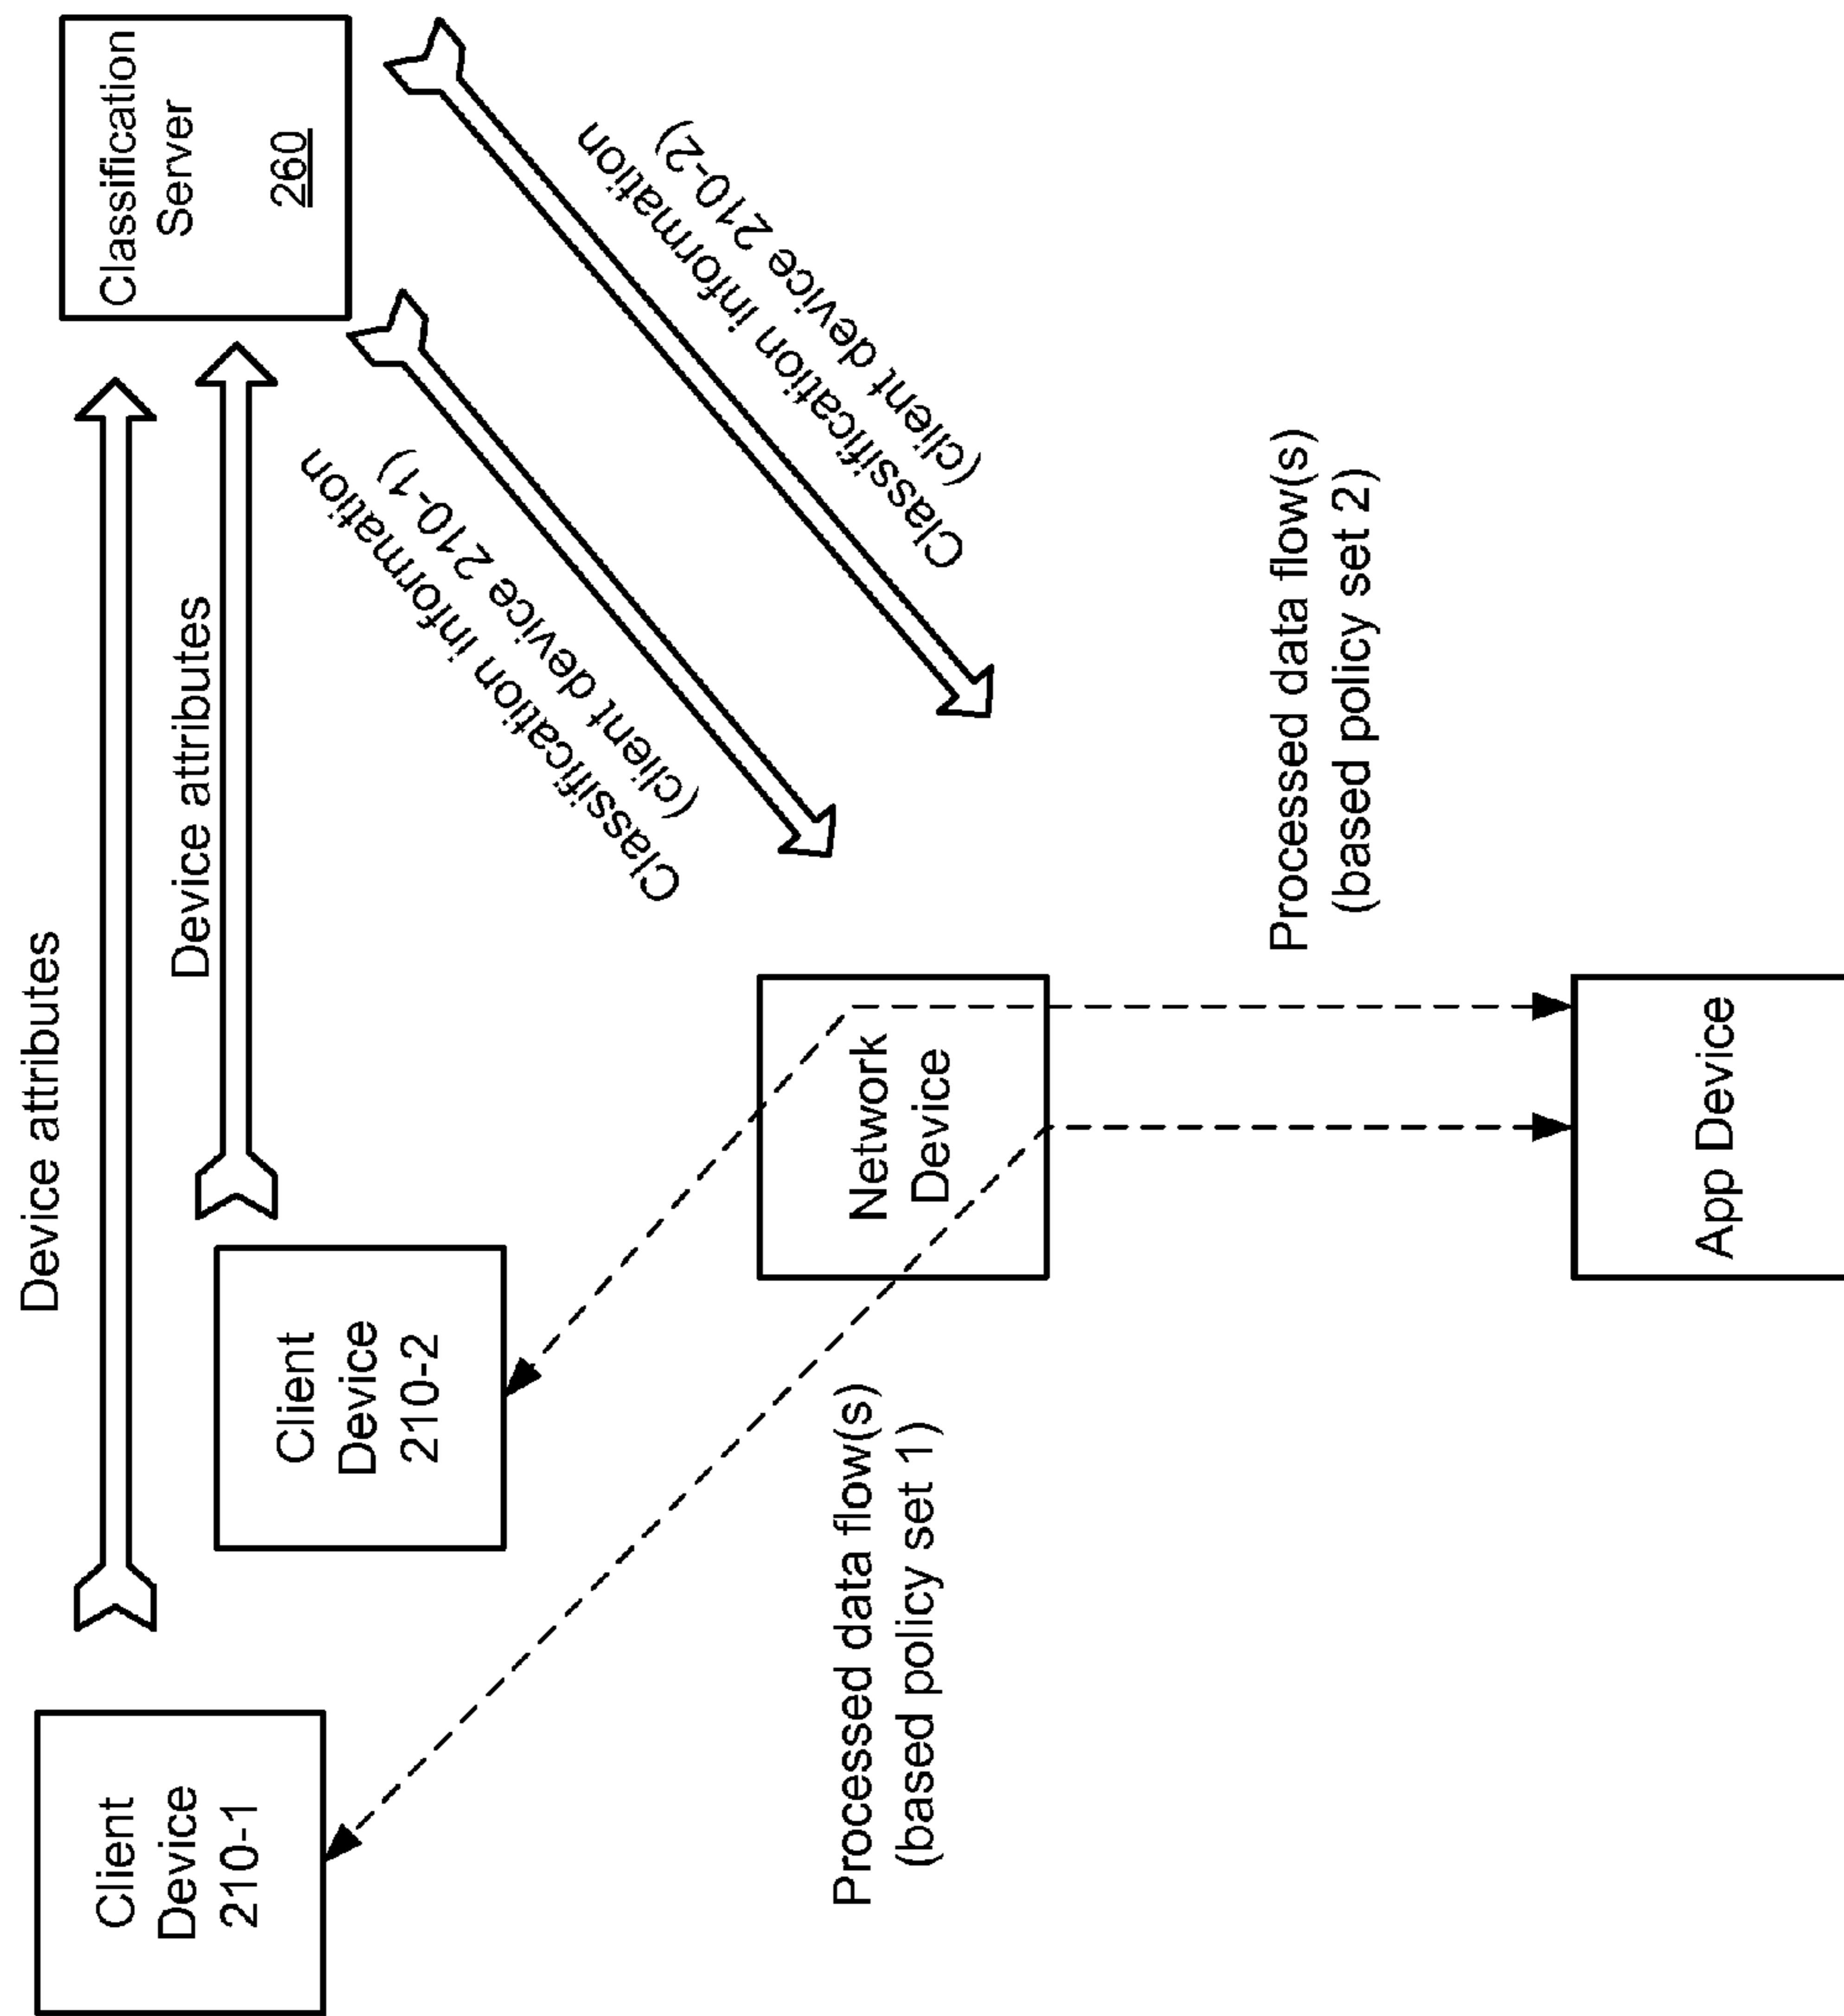 Device attributes
Device attributes
Client
Device
210-1
Client
Device
210-2
Classification
Server
260
Classification information
(client device 210-1)
Classification information
(client device 210-2)
Network
Device
Processed data flow(s)
(based policy set 1)
Processed data flow(s)
(based policy set 2)
App Device